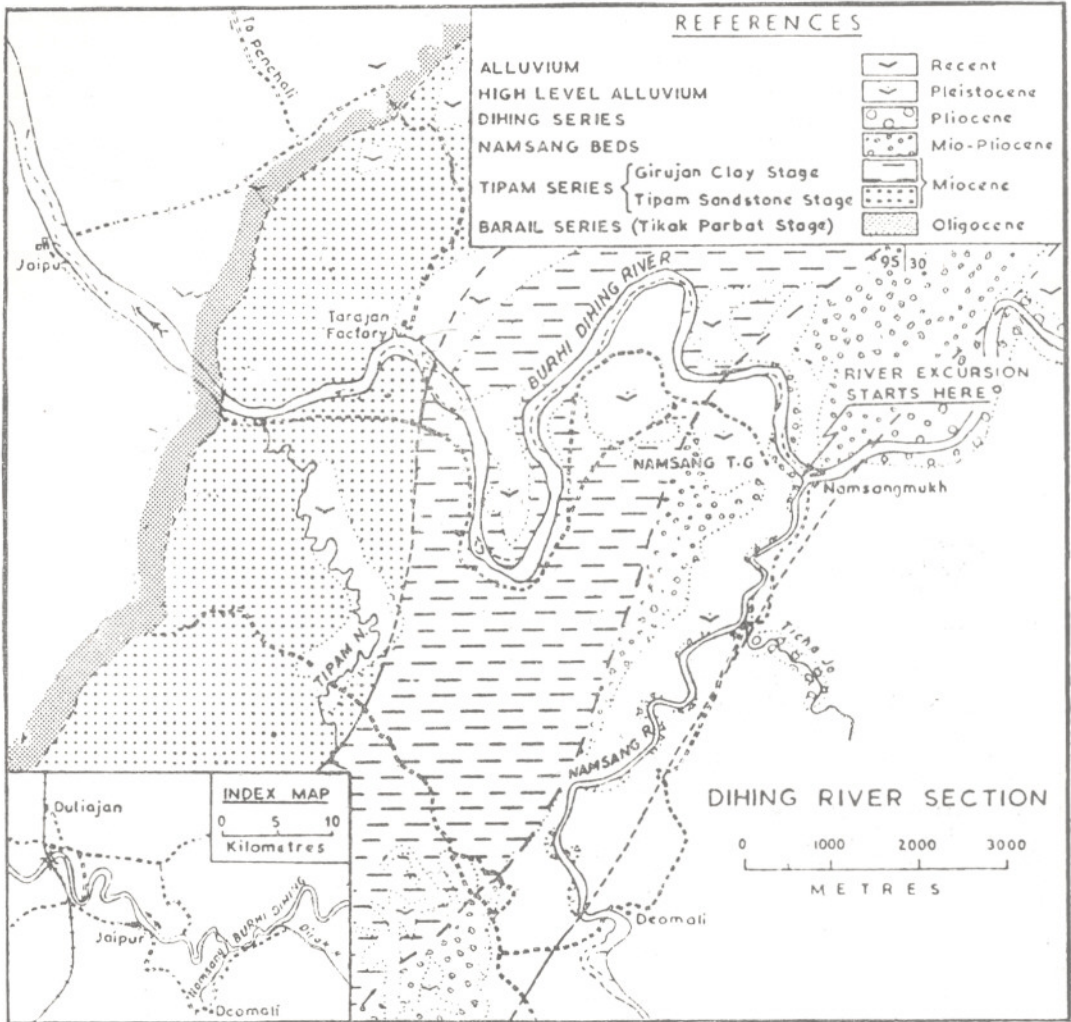 REFERENCES
ALLUVIUM
Recent
HIGH LEVEL ALLUVIUM
Pleistocene
DIHING SERIES
Pliocene
NAMSANG BEDS
Mio-Pliocene
TIPAM SERIES { Girujan Clay Stage
Tipam Sandstone Stage
Miocene
BARAIL SERIES (Tikak Parbat Stage)
Oligocene
To Penchali
95 30
Jaipur
BURHI DIHING RIVER
Tarajan
Factory
RIVER EXCURSION
STARTS HERE
NAMSANG T.G
Namsangmukh
TIPAM N.
NAMSANG R
DIHING RIVER SECTION
0 1000 2000 3000
METRES
Deomali
INDEX MAP
0 5 10
Kilometres
Duliajan
Jaipur
BURHI DIHING
Namsang
Deomali